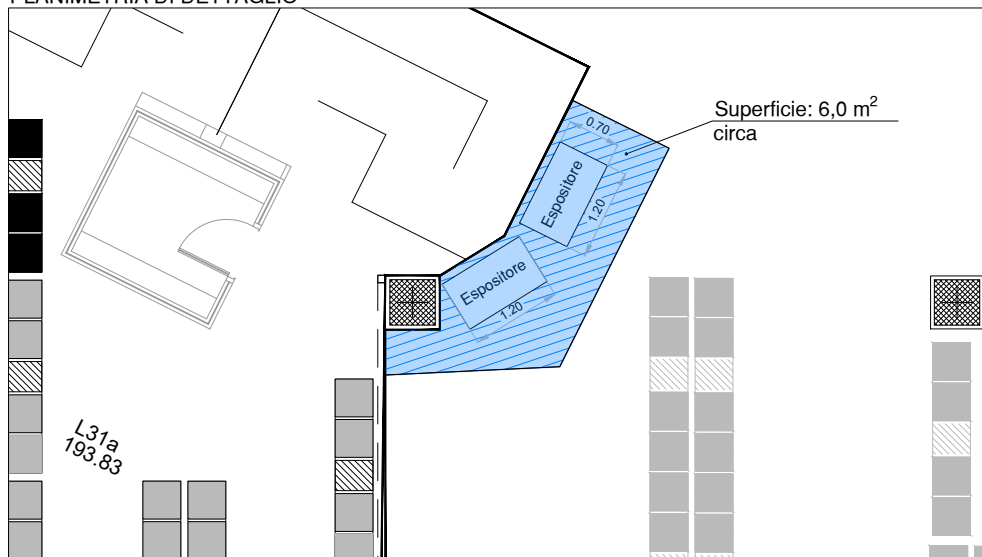 PLANIMETRIA DI DETTAGLIO
Superficie: 6,0 m²
circa
0.70
Espositore
1.20
Espositore
1.20
L31a
193.83